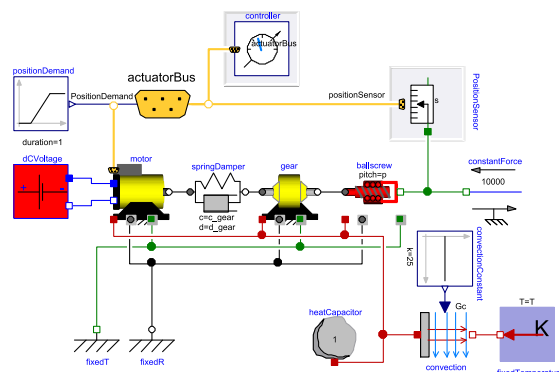 controller
actuatorBus
positionDemand
PositionDemand
actuatorBus
positionSensor
s
PositionSensor
duration=1
dCVoltage
motor
springDamper
gear
ballscrew
pitch=p
constantForce
10000
c=c_gear
d=d_gear
k=25
convectionConstant
heatCapacitor
1
Gc
T=T
K
fixedT
fixedR
convection
fixedTemperatur